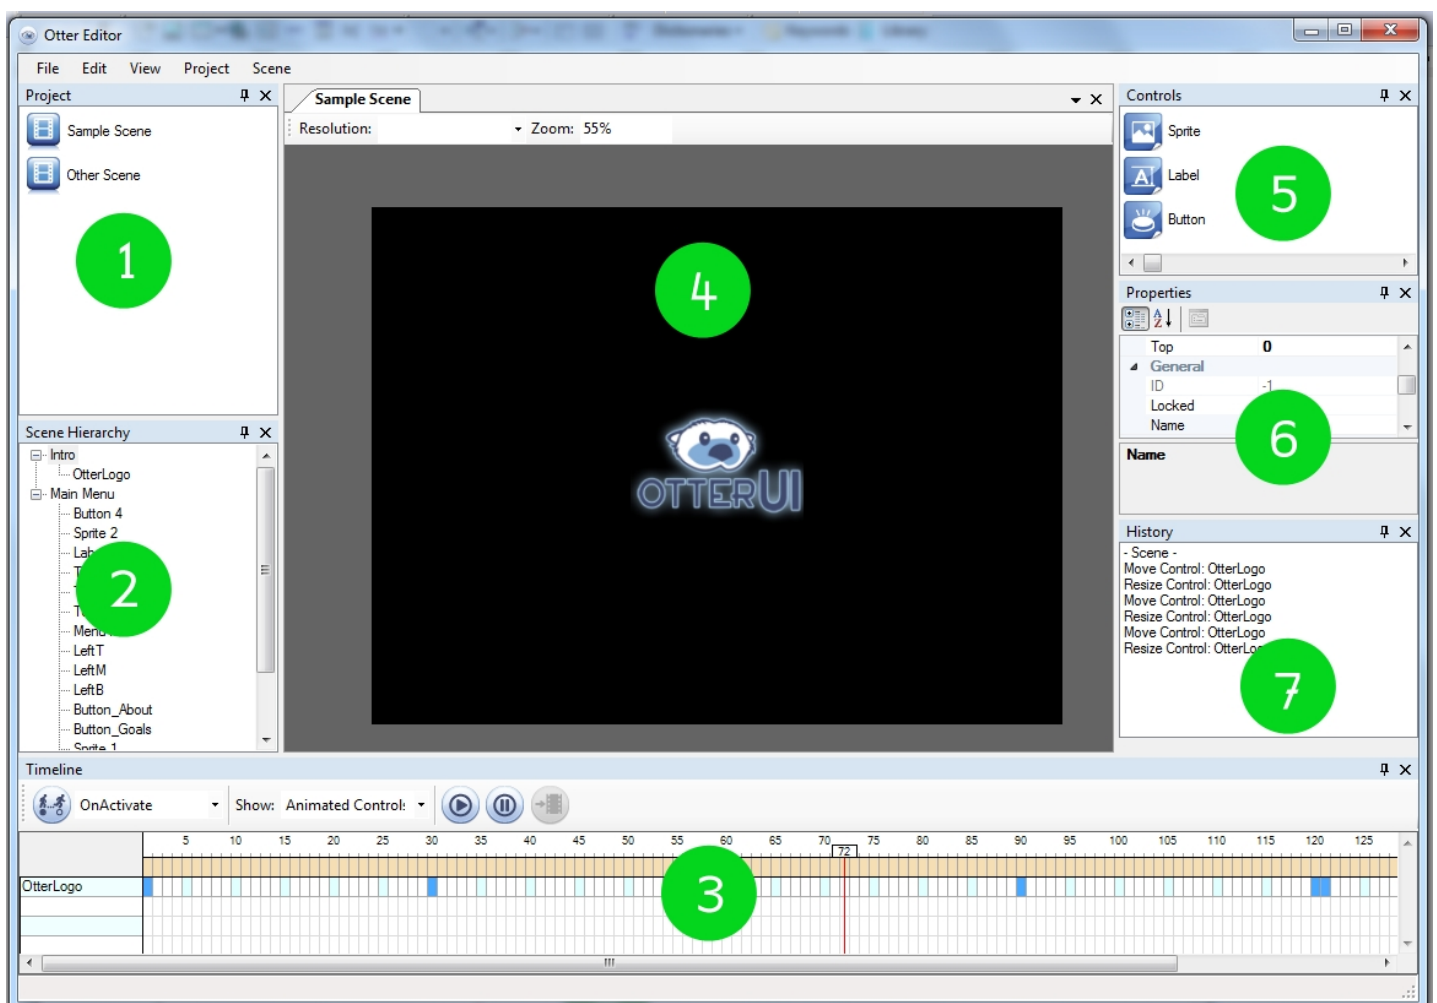 Otter Editor
File Edit View Project Scene
Project
Sample Scene
Other Scene
1
Scene Hierarchy
Intro
OtterLogo
Main Menu
Button 4
Sprite 2
2
LeftT
LeftM
LeftB
Button_About
Button_Goals
Sprite 1
Sample Scene
Resolution: Zoom: 55%
4
OTTERUI
Controls
Sprite
Label
Button
5
Properties
Top 0
General
ID -1
Locked
Name
6
Name
History
- Scene -
Move Control: OtterLogo
Resize Control: OtterLogo
Move Control: OtterLogo
Resize Control: OtterLogo
Move Control: OtterLogo
Resize Control:
7
Timeline
OnActivate Show: Animated Control
5 10 15 20 25 30 35 40 45 50 55 60 65 70 75 80 85 90 95 100 105 110 115 120 125
72
OtterLogo
3